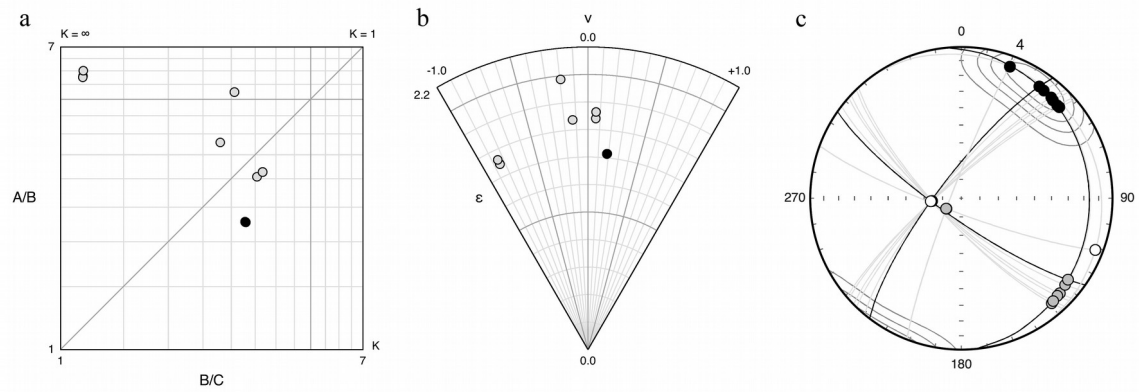 a
K = ∞
K = 1
7
A/B
1
1
7
K
B/C
b
ν
0.0
-1.0
+1.0
2.2
ε
0.0
c
0
4
270
90
180